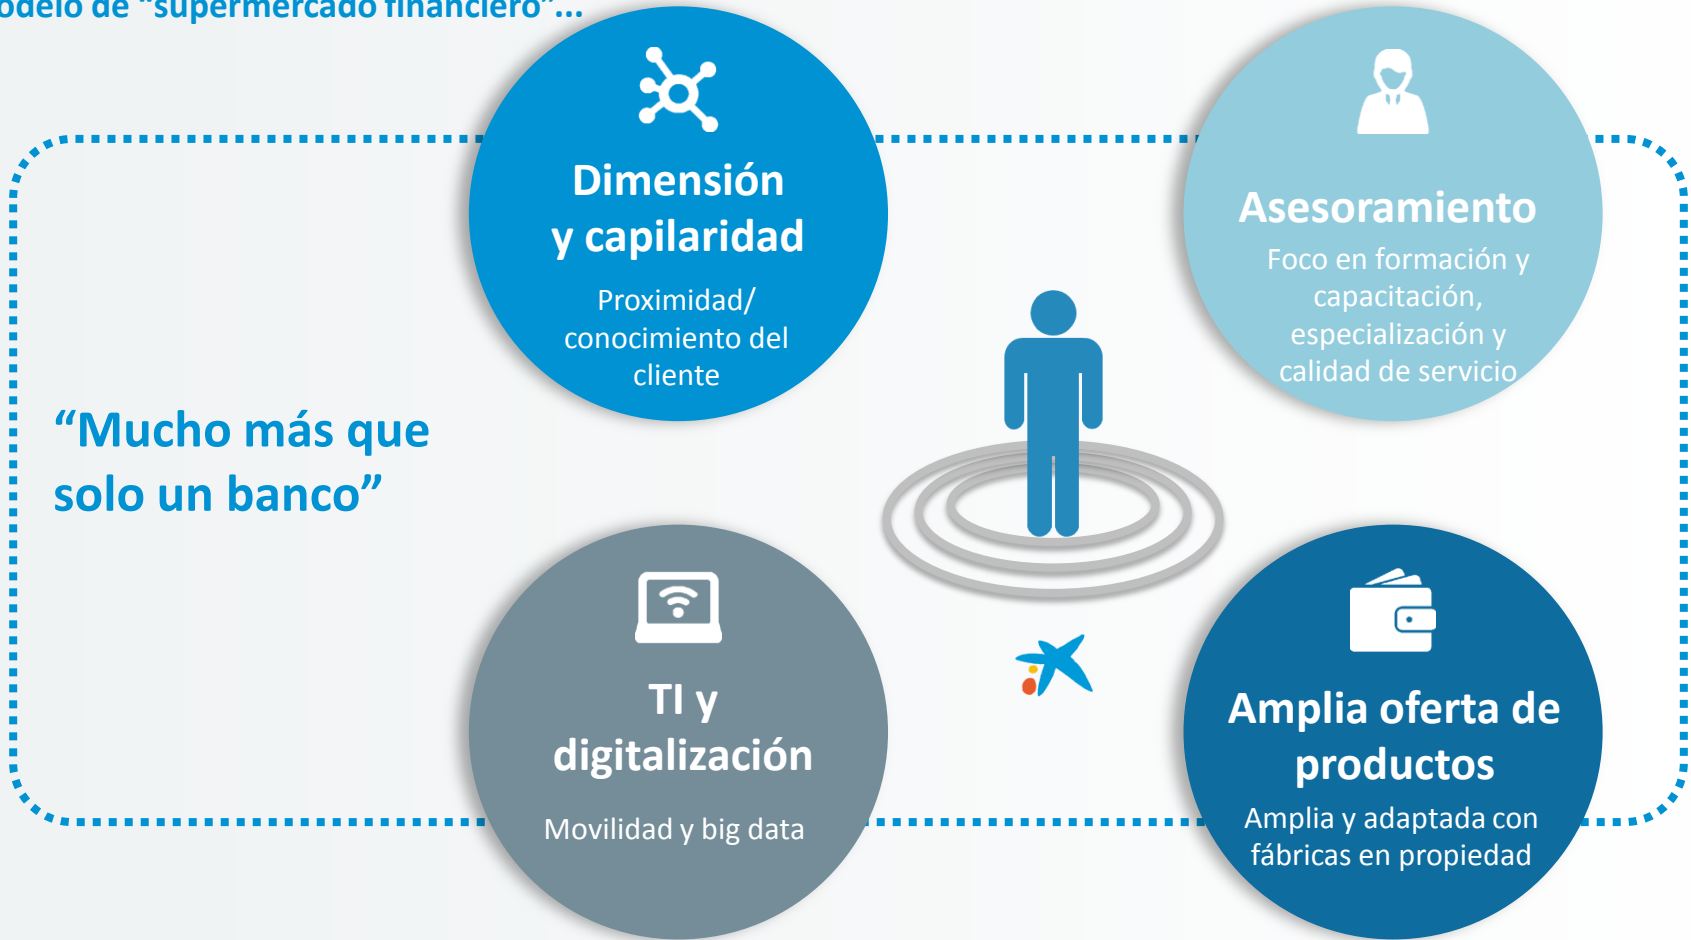 de “supermercado financiero”...
Dimensión
y capilaridad
Proximidad/
conocimiento del
cliente
Asesoramiento
Foco en formación y
capacitación,
especialización y
calidad de servicio
“Mucho más que
solo un banco”
TI y
digitalización
Movilidad y big data
Amplia oferta de
productos
Amplia y adaptada con
fábricas en propiedad